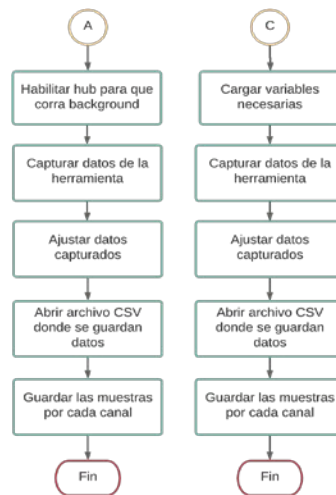 A
Habilitar hub para que
corra background
Capturar datos de la
herramienta
Ajustar datos
capturados
Abrir archivo CSV
donde se guardan
datos
Guardar las muestras
por cada canal
Fin
C
Cargar variables
necesarias
Capturar datos de la
herramienta
Ajustar datos
capturados
Abrir archivo CSV
donde se guardan
datos
Guardar las muestras
por cada canal
Fin